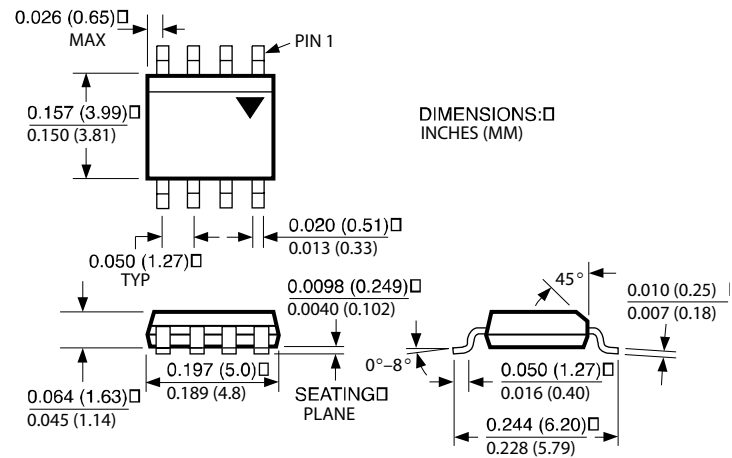 0.026 (0.65)□
MAX
PIN 1
0.157 (3.99)□
0.150 (3.81)
DIMENSIONS:□
INCHES (MM)
0.020 (0.51)□
0.013 (0.33)
0.050 (1.27)□
TYP
0.0098 (0.249)□
0.0040 (0.102)
45°
0.010 (0.25)
0.007 (0.18)
0°–8°
0.197 (5.0)□
0.189 (4.8)
0.050 (1.27)□
0.016 (0.40)
0.064 (1.63)□
0.045 (1.14)
SEATING□
PLANE
0.244 (6.20)□
0.228 (5.79)